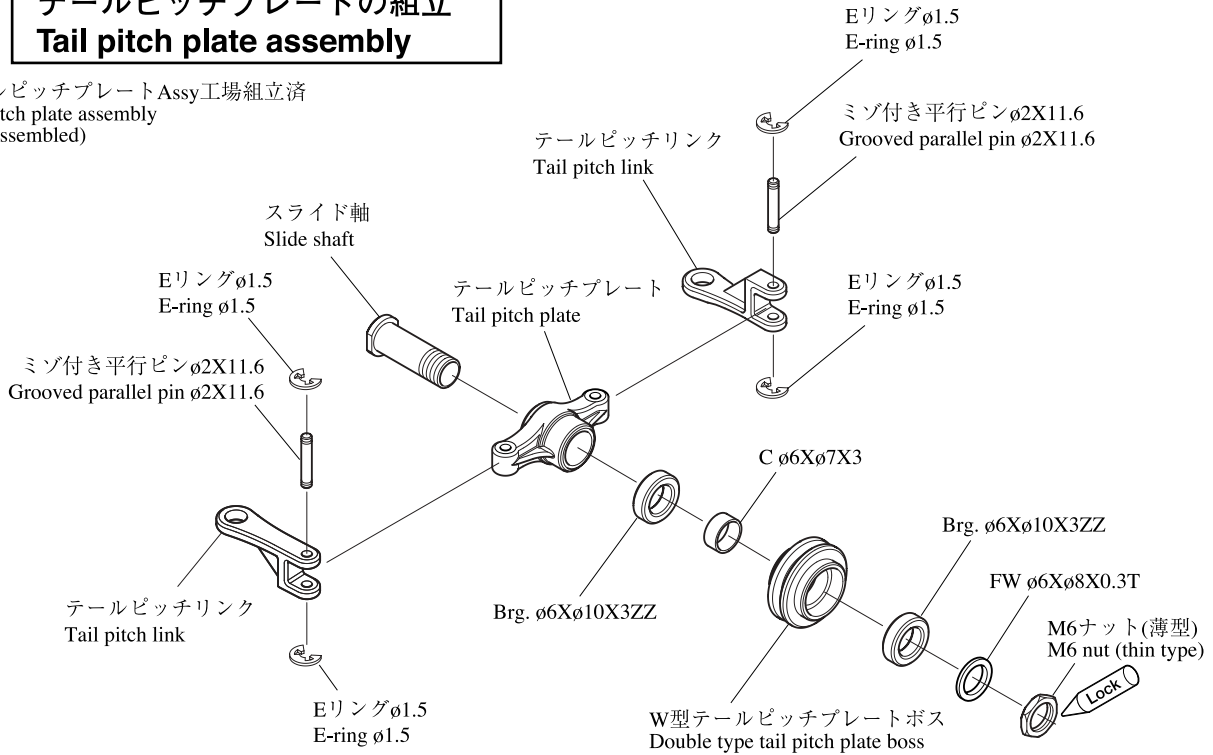 テールピッチプレートの組立
Tail pitch plate assembly
ルピッチプレートAssy工場組立済
tch plate assembly
ssembled)
Eリングø1.5
E-ring ø1.5
ミゾ付き平行ピンø2X11.6
Grooved parallel pin ø2X11.6
テールピッチリンク
Tail pitch link
スライド軸
Slide shaft
Eリングø1.5
E-ring ø1.5
テールピッチプレート
Tail pitch plate
Eリングø1.5
E-ring ø1.5
ミゾ付き平行ピンø2X11.6
Grooved parallel pin ø2X11.6
C ø6Xø7X3
Brg. ø6Xø10X3ZZ
FW ø6Xø8X0.3T
Brg. ø6Xø10X3ZZ
テールピッチリンク
Tail pitch link
M6ナット(薄型)
M6 nut (thin type)
Lock
Eリングø1.5
E-ring ø1.5
W型テールピッチプレートボス
Double type tail pitch plate boss